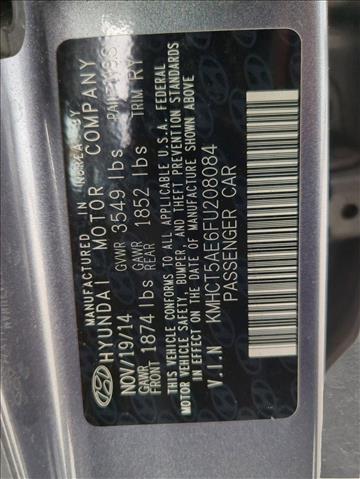 MANUFACTURED IN KOREA BY
HYUNDAI MOTOR COMPANY
NOV/19/14 GVWR 3549 lbs PAINT
GAWR FRONT 1874 lbs GAWR REAR 1852 lbs TRIM RY
THIS VEHICLE CONFORMS TO ALL APPLICABLE U.S.A. FEDERAL
MOTOR VEHICLE SAFETY, BUMPER, AND THEFT PREVENTION STANDARDS
IN EFFECT ON THE DATE OF MANUFACTURE SHOWN ABOVE
V.I.N KMHCT5AE6FU208084
PASSENGER CAR